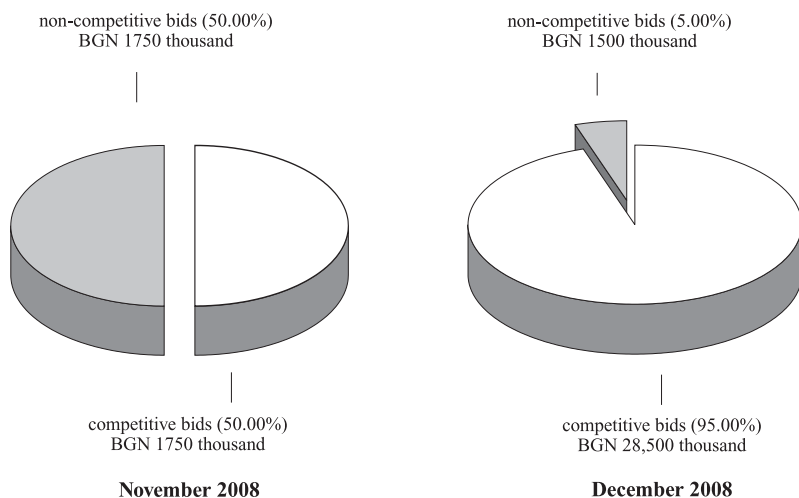 non-competitive bids (50.00%)
BGN 1750 thousand
competitive bids (50.00%)
BGN 1750 thousand
November 2008
non-competitive bids (5.00%)
BGN 1500 thousand
competitive bids (95.00%)
BGN 28,500 thousand
December 2008